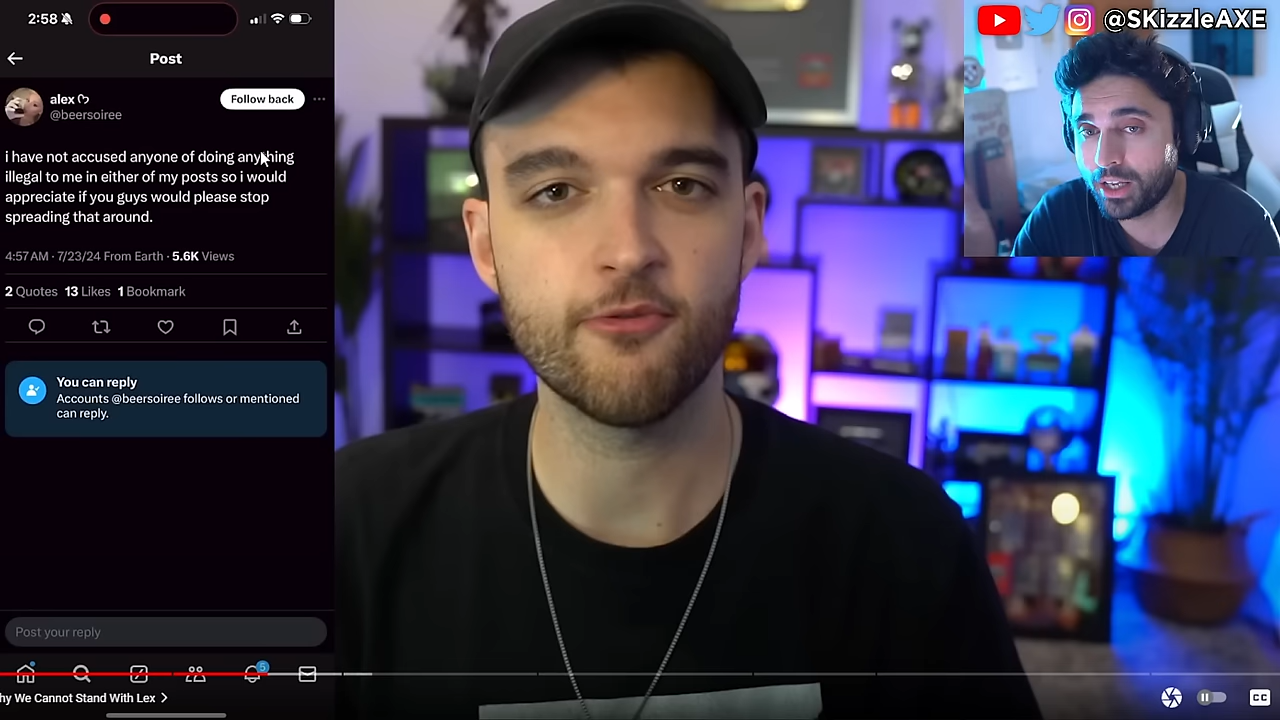 2:58
@SKizzleAXE
Post
alex
@beersoiree
Follow back
i have not accused anyone of doing anything
illegal to me in either of my posts so i would
appreciate if you guys would please stop
spreading that around.
4:57 AM · 7/23/24 From Earth · 5.6K Views
2 Quotes 13 Likes 1 Bookmark
You can reply
Accounts @beersoiree follows or mentioned
can reply.
Post your reply
5
hy We Cannot Stand With Lex
CC